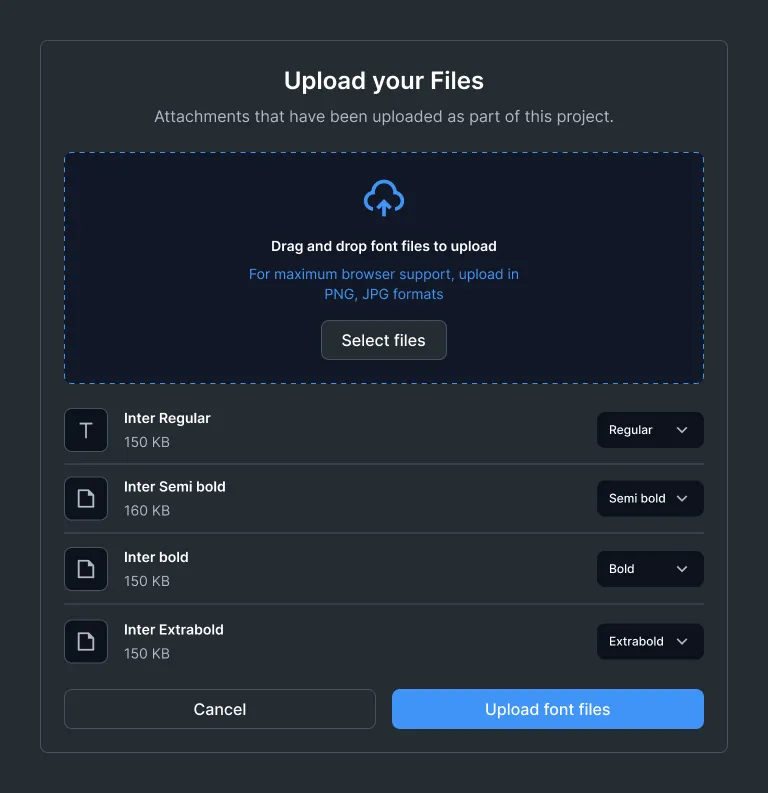 Upload your Files
Attachments that have been uploaded as part of this project.
Drag and drop font files to upload
For maximum browser support, upload in
PNG, JPG formats
Select files
Inter Regular
150 KB
Regular
Inter Semi bold
160 KB
Semi bold
Inter bold
150 KB
Bold
Inter Extrabold
150 KB
Extrabold
Cancel
Upload font files